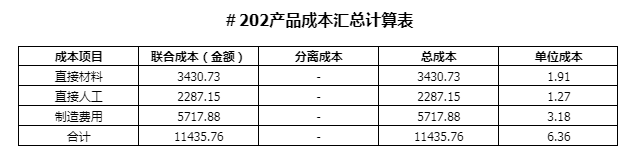 #202产品成本汇总计算表
成本项目 联合成本（金额） 分离成本 总成本 单位成本
直接材料 3430.73 - 3430.73 1.91
直接人工 2287.15 - 2287.15 1.27
制造费用 5717.88 - 5717.88 3.18
合计 11435.76 - 11435.76 6.36